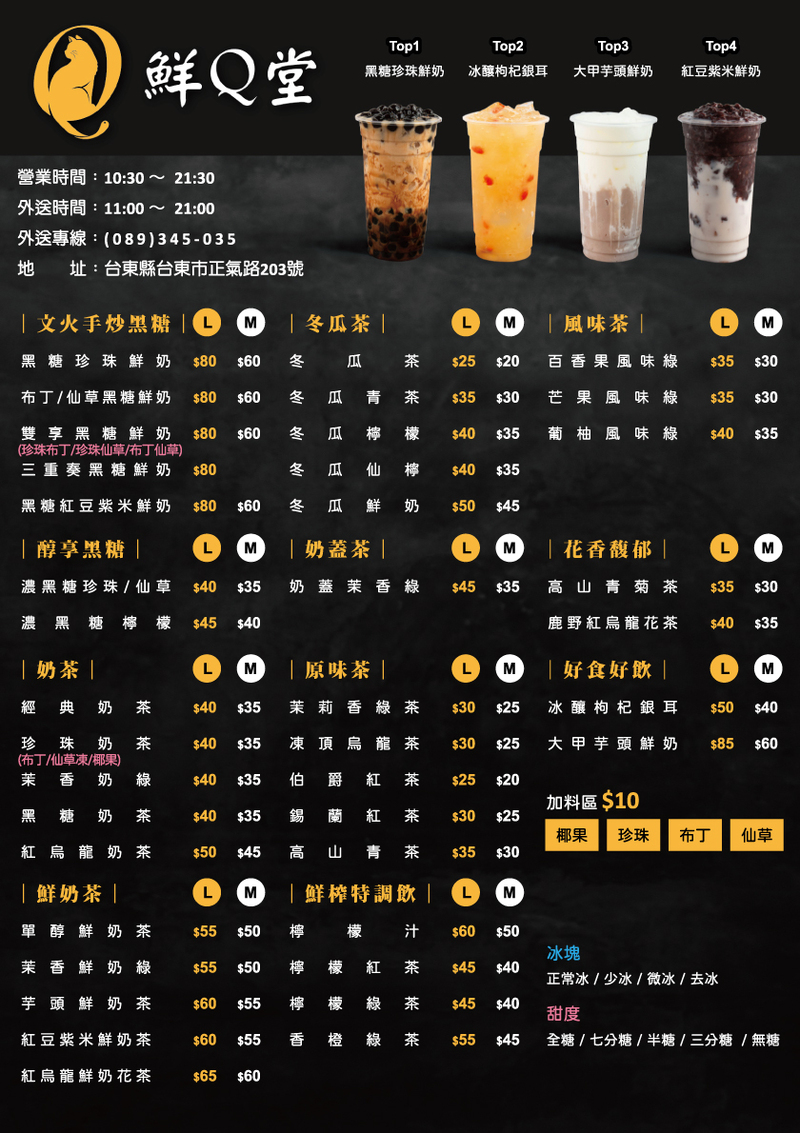 鮮Q堂
Top1
黑糖珍珠鮮奶
Top2
冰釀枸杞銀耳
Top3
大甲芋頭鮮奶
Top4
紅豆紫米鮮奶
營業時間：10:30～ 21:30
外送時間：11:00～ 21:00
外送專線：(089)345-035
地 址：台東縣台東市正氣路203號
｜文火手炒黑糖｜ L M
黑糖珍珠鮮奶 $80 $60
布丁/仙草黑糖鮮奶 $80 $60
雙享黑糖鮮奶 $80 $60
(珍珠布丁/珍珠仙草/布丁仙草)
三重奏黑糖鮮奶 $80
黑糖紅豆紫米鮮奶 $80 $60
｜冬瓜茶｜ L M
冬瓜茶 $25 $20
冬瓜青茶 $35 $30
冬瓜檸檬 $40 $35
冬瓜仙檸 $40 $35
冬瓜鮮奶 $50 $45
｜風味茶｜ L M
百香果風味綠 $35 $30
芒果風味綠 $35 $30
葡柚風味綠 $40 $35
｜醇享黑糖｜ L M
濃黑糖珍珠/仙草 $40 $35
濃黑糖檸檬 $45 $40
｜奶蓋茶｜ L M
奶蓋茉香綠 $45 $35
｜花香馥郁｜ L M
高山青菊茶 $35 $30
鹿野紅烏龍花茶 $40 $35
｜奶茶｜ L M
經典奶茶 $40 $35
珍珠奶茶 $40 $35
(布丁/仙草凍/椰果)
茉香奶綠 $40 $35
黑糖奶茶 $40 $35
紅烏龍奶茶 $50 $45
｜原味茶｜ L M
茉莉香綠茶 $30 $25
凍頂烏龍茶 $30 $25
伯爵紅茶 $25 $20
錫蘭紅茶 $30 $25
高山青茶 $35 $30
｜好食好飲｜ L M
冰釀枸杞銀耳 $50 $40
大甲芋頭鮮奶 $85 $60
加料區 $10
椰果 珍珠 布丁 仙草
｜鮮奶茶｜ L M
單醇鮮奶茶 $55 $50
茉香鮮奶綠 $55 $50
芋頭鮮奶茶 $60 $55
紅豆紫米鮮奶茶 $60 $55
紅烏龍鮮奶花茶 $65 $60
｜鮮榨特調飲｜ L M
檸檬汁 $60 $50
檸檬紅茶 $45 $40
檸檬綠茶 $45 $40
香橙綠茶 $55 $45
冰塊
正常冰 / 少冰 / 微冰 / 去冰
甜度
全糖 / 七分糖 / 半糖 / 三分糖 / 無糖